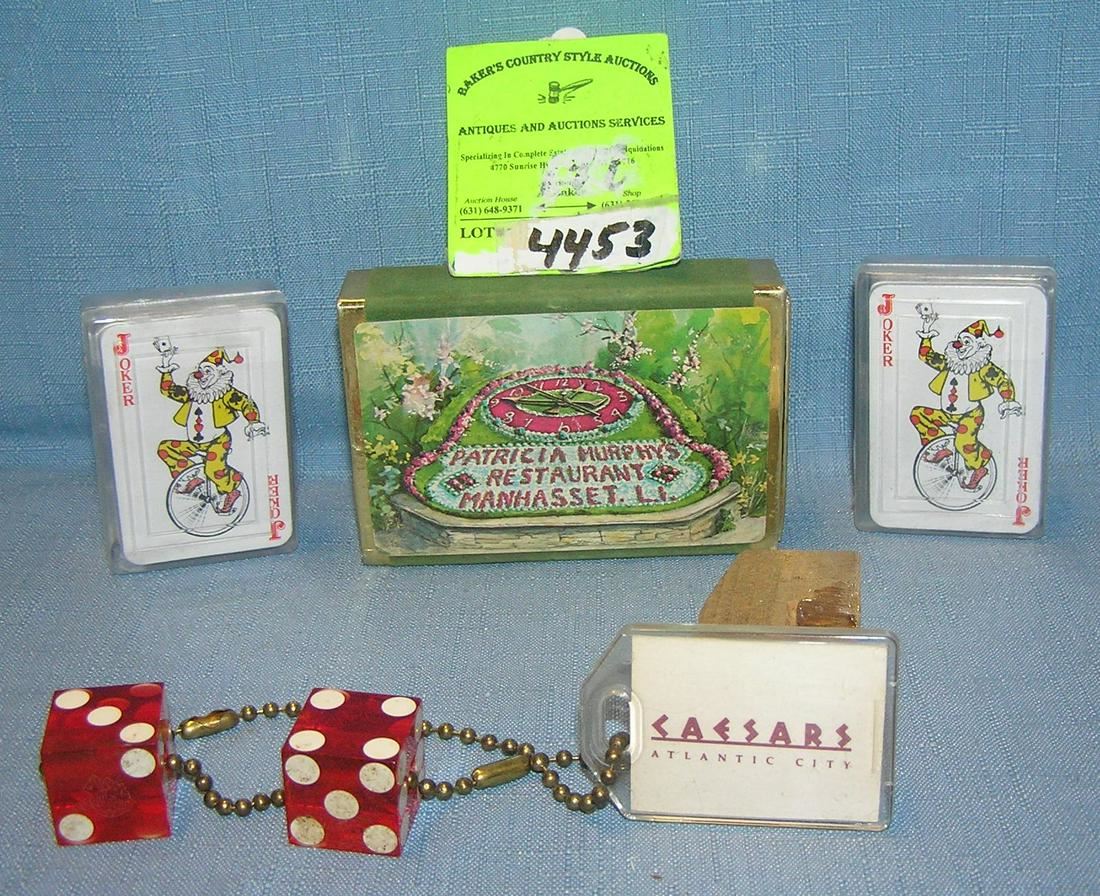 BAKER'S COUNTRY STYLE AUCTIONS
ANTIQUES AND AUCTIONS SERVICES
Specializing In Complete
4770 Sunrise
Auction House
Shop
(631) 648-9371
LOT
4453
JOKER
JOKER
PATRICIA MURPHYS
RESTAURANT
MANHASSET. L.I.
JOKER
JOKER
CAESARS
ATLANTIC CITY